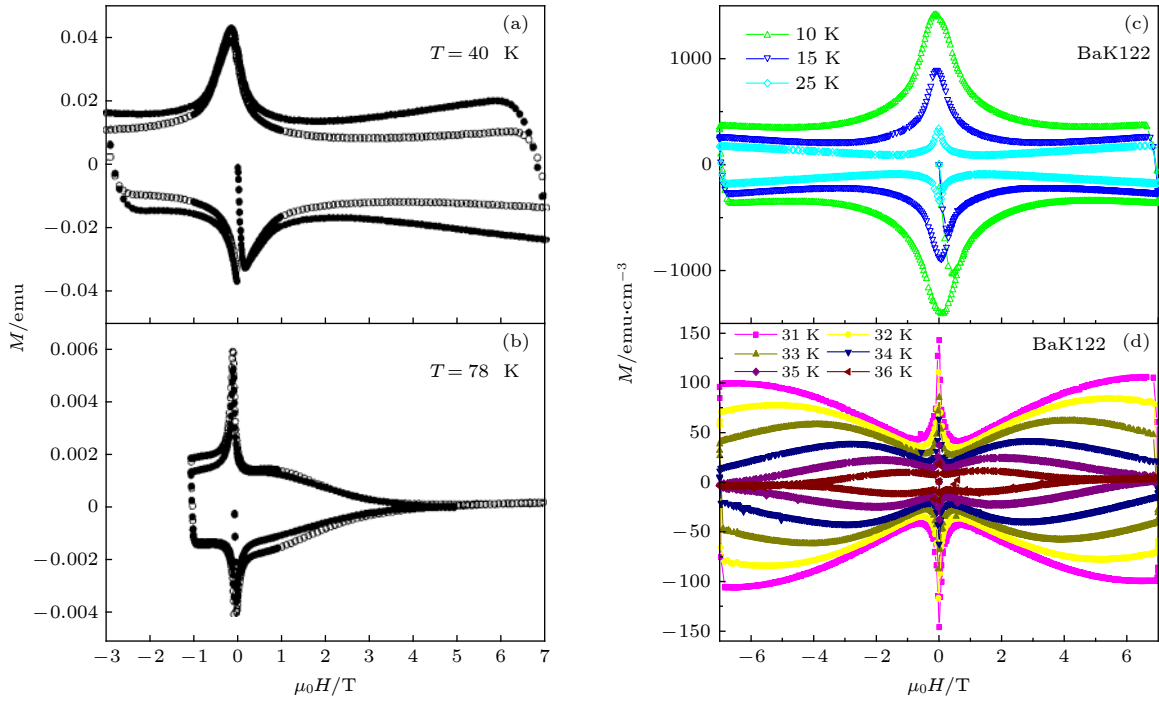 (a)
T = 40 K
0.04
0.02
0
−0.02
−0.04
(b)
T = 78 K
0.006
0.004
0.002
0
−0.002
−0.004
M/emu
−3 −2 −1 0 1 2 3 4 5 6 7
μ0H/T
(c)
BaK122
10 K
15 K
25 K
1000
0
−1000
(d)
BaK122
31 K 32 K
33 K 34 K
35 K 36 K
150
100
50
0
−50
−100
−150
M/emu·cm−3
−6 −4 −2 0 2 4 6
μ0H/T